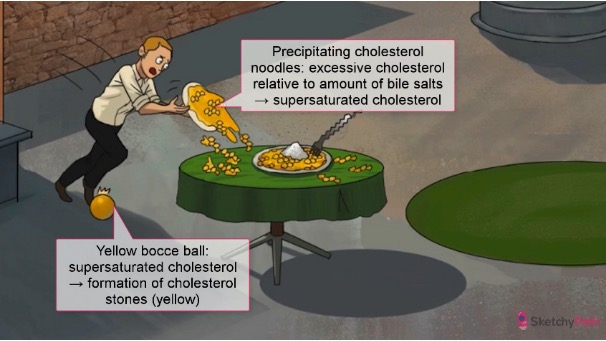 Precipitating cholesterol
noodles: excessive cholesterol
relative to amount of bile salts
→ supersaturated cholesterol
Yellow bocce ball:
supersaturated cholesterol
→ formation of cholesterol
stones (yellow)